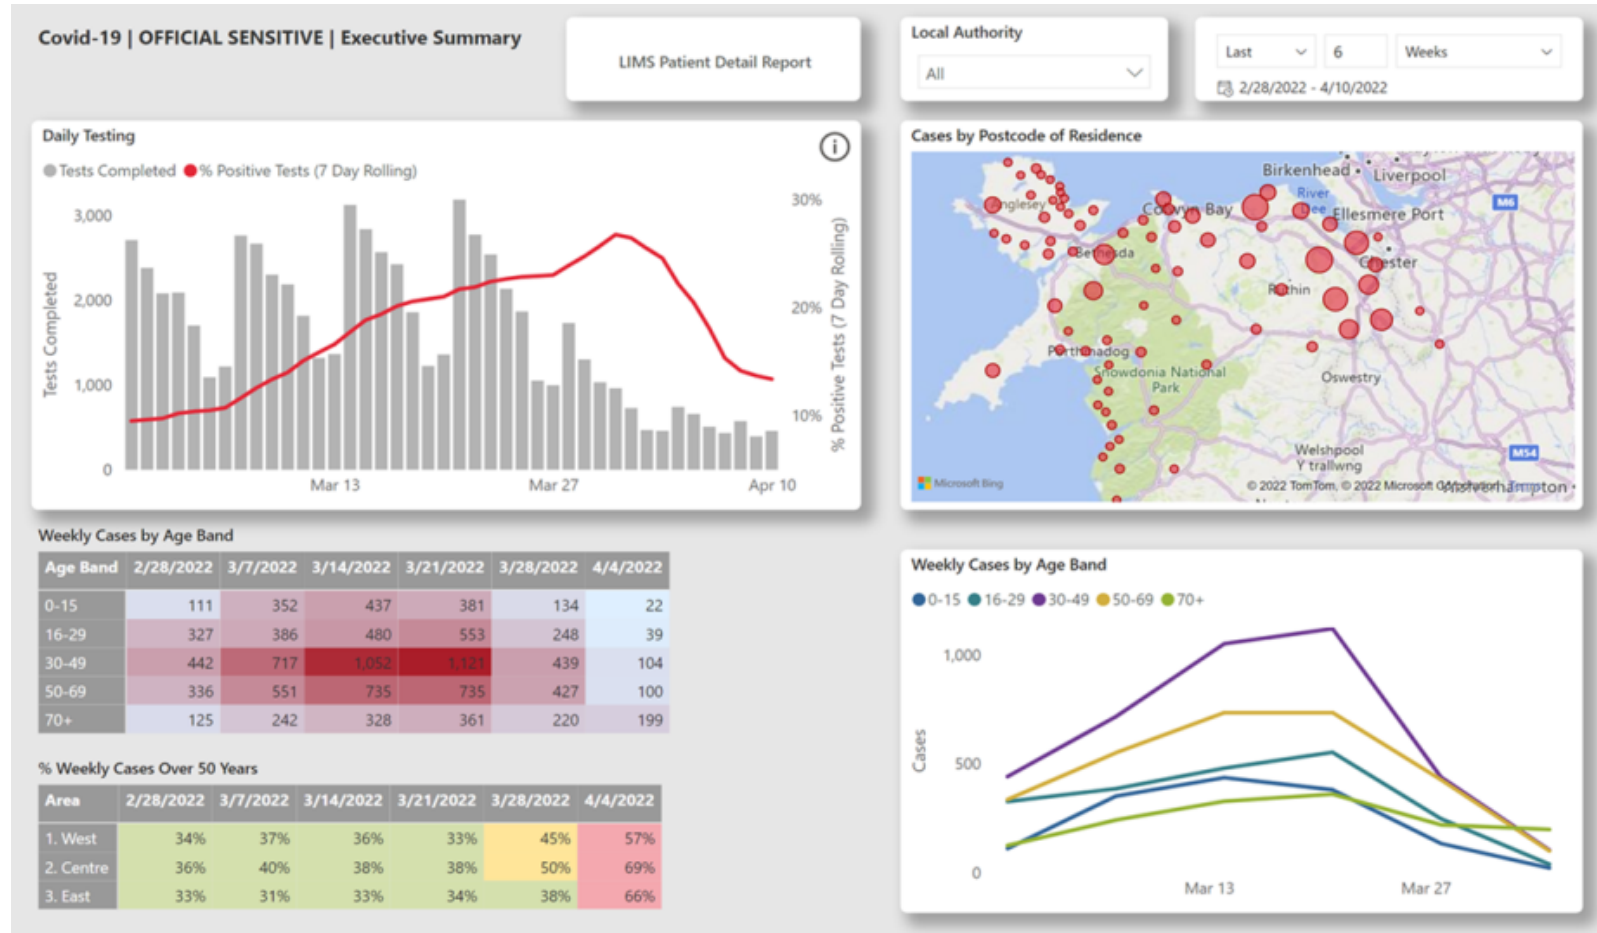 Covid-19 | OFFICIAL SENSITIVE | Executive Summary
LIMS Patient Detail Report
Local Authority
All
Last 6 Weeks
2/28/2022 - 4/10/2022
Daily Testing
Tests Completed % Positive Tests (7 Day Rolling)
3,000
2,000
1,000
0
Tests Completed
30%
20%
10%
% Positive Tests (7 Day Rolling)
Mar 13 Mar 27 Apr 10
Cases by Postcode of Residence
Birkenhead Liverpool
River Dee
M6
Anglesey
Colwyn Bay
Ellesmere Port
Bethesda
Chester
Ruthin
Porthmadog
Snowdonia National
Park
Oswestry
Welshpool
Y trallwng
M54
Microsoft Bing
© 2022 TomTom, © 2022 Microsoft Corporation Terms
Wolverhampton
Weekly Cases by Age Band
Age Band 2/28/2022 3/7/2022 3/14/2022 3/21/2022 3/28/2022 4/4/2022
0-15 111 352 437 381 134 22
16-29 327 386 480 553 248 39
30-49 442 717 1,052 1,121 439 104
50-69 336 551 735 735 427 100
70+ 125 242 328 361 220 199
% Weekly Cases Over 50 Years
Area 2/28/2022 3/7/2022 3/14/2022 3/21/2022 3/28/2022 4/4/2022
1. West 34% 37% 36% 33% 45% 57%
2. Centre 36% 40% 38% 38% 50% 69%
3. East 33% 31% 33% 34% 38% 66%
Weekly Cases by Age Band
0-15 16-29 30-49 50-69 70+
1,000
500
0
Cases
Mar 13 Mar 27